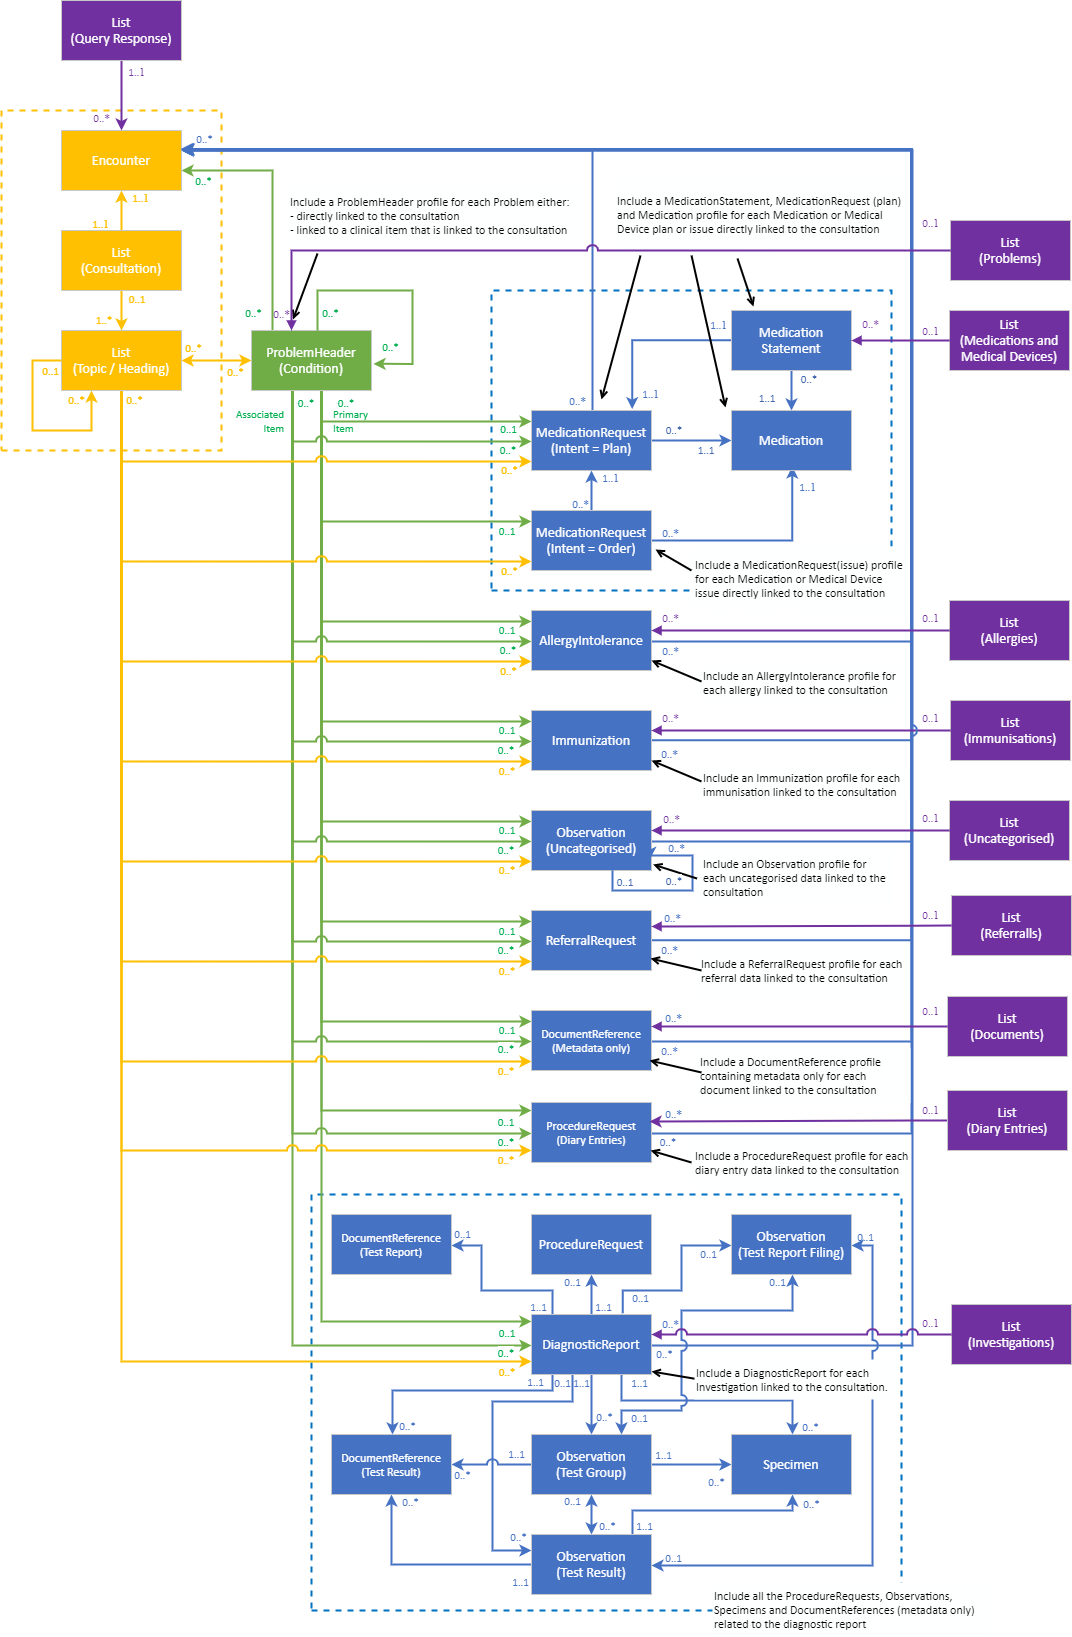 List
(Query Response)
1..1
0..*
0..*
Encounter
0..*
1..1
1..1
List
(Consultation)
0..1
1..*
List
(Topic / Heading)
0..1
0..*
0..*
0..*
0..*
Include a ProblemHeader profile for each Problem either:
- directly linked to the consultation
- linked to a clinical item that is linked to the consultation
Include a MedicationStatement, MedicationRequest (plan)
and Medication profile for each Medication or Medical
Device plan or issue directly linked to the consultation
0..1
List
(Problems)
0..*
0..*
0..*
0..*
ProblemHeader
(Condition)
0..*
0..*
Associated
Item
Primary
Item
1..1
Medication
Statement
0..*
0..1
List
(Medications and
Medical Devices)
0..*
1..1
0..*
1..1
0..1
0..*
0..*
MedicationRequest
(Intent = Plan)
0..*
1..1
Medication
1..1
0..*
1..1
0..1
0..*
MedicationRequest
(Intent = Order)
0..*
Include a MedicationRequest(issue) profile
for each Medication or Medical Device
issue directly linked to the consultation
0..1
0..*
0..*
AllergyIntolerance
0..*
0..*
0..1
List
(Allergies)
Include an AllergyIntolerance profile for
each allergy linked to the consultation
0..1
0..*
0..*
Immunization
0..*
0..*
0..1
List
(Immunisations)
Include an Immunization profile for each
immunisation linked to the consultation
0..1
0..*
0..*
Observation
(Uncategorised)
0..*
0..*
0..1
0..*
0..1
List
(Uncategorised)
Include an Observation profile for
each uncategorised data linked to the
consultation
0..1
0..*
0..*
ReferralRequest
0..*
0..*
0..1
List
(Referralls)
Include a ReferralRequest profile for each
referral data linked to the consultation
0..1
0..*
0..*
DocumentReference
(Metadata only)
0..*
0..*
0..1
List
(Documents)
Include a DocumentReference profile
containing metadata only for each
document linked to the consultation
0..1
0..*
0..*
ProcedureRequest
(Diary Entries)
0..*
0..*
0..1
List
(Diary Entries)
Include a ProcedureRequest profile for each
diary entry data linked to the consultation
DocumentReference
(Test Report)
0..1
ProcedureRequest
0..1
Observation
(Test Report Filing)
0..1
0..1
0..1
1..1
1..1
0..1
0..1
0..*
0..*
DiagnosticReport
0..*
0..*
0..1
List
(Investigations)
Include a DiagnosticReport for each
Investigation linked to the consultation.
1..1
0..1
1..1
1..1
0..*
0..*
0..1
0..*
DocumentReference
(Test Result)
0..*
1..1
Observation
(Test Group)
1..1
0..*
Specimen
0..*
0..1
0..*
0..*
0..*
1..1
Observation
(Test Result)
0..1
1..1
Include all the ProcedureRequests, Observations,
Specimens and DocumentReferences (metadata only)
related to the diagnostic report